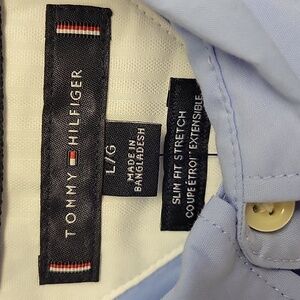 TOMMY HILFIGER
L/G
MADE IN
BANGLADESH
SLIM FIT STRETCH
COUPE ÉTROIT EXTENSIBLE